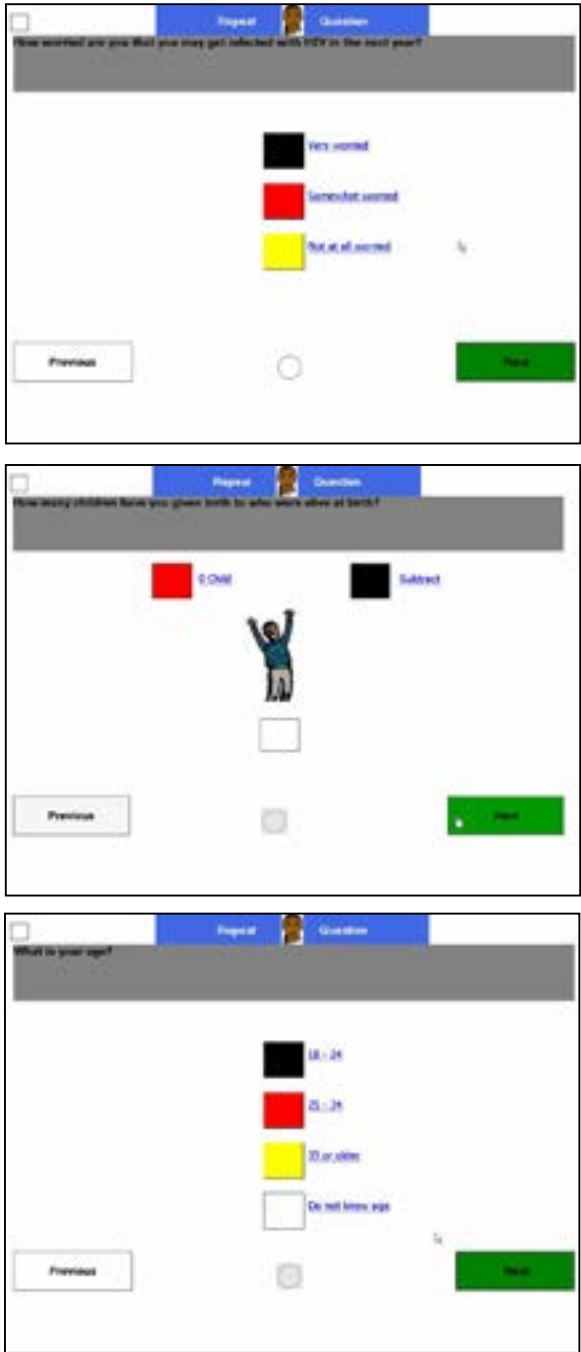 Repeat Question
How worried are you that you may get infected with HIV in the next year?
Very worried
Somewhat worried
Not at all worried
Previous
Next
Repeat Question
How many children have you given birth to who were alive at birth?
0 Child
Subtract
Previous
Next
Repeat Question
What is your age?
18 - 24
25 - 34
35 or older
Do not know age
Previous
Next